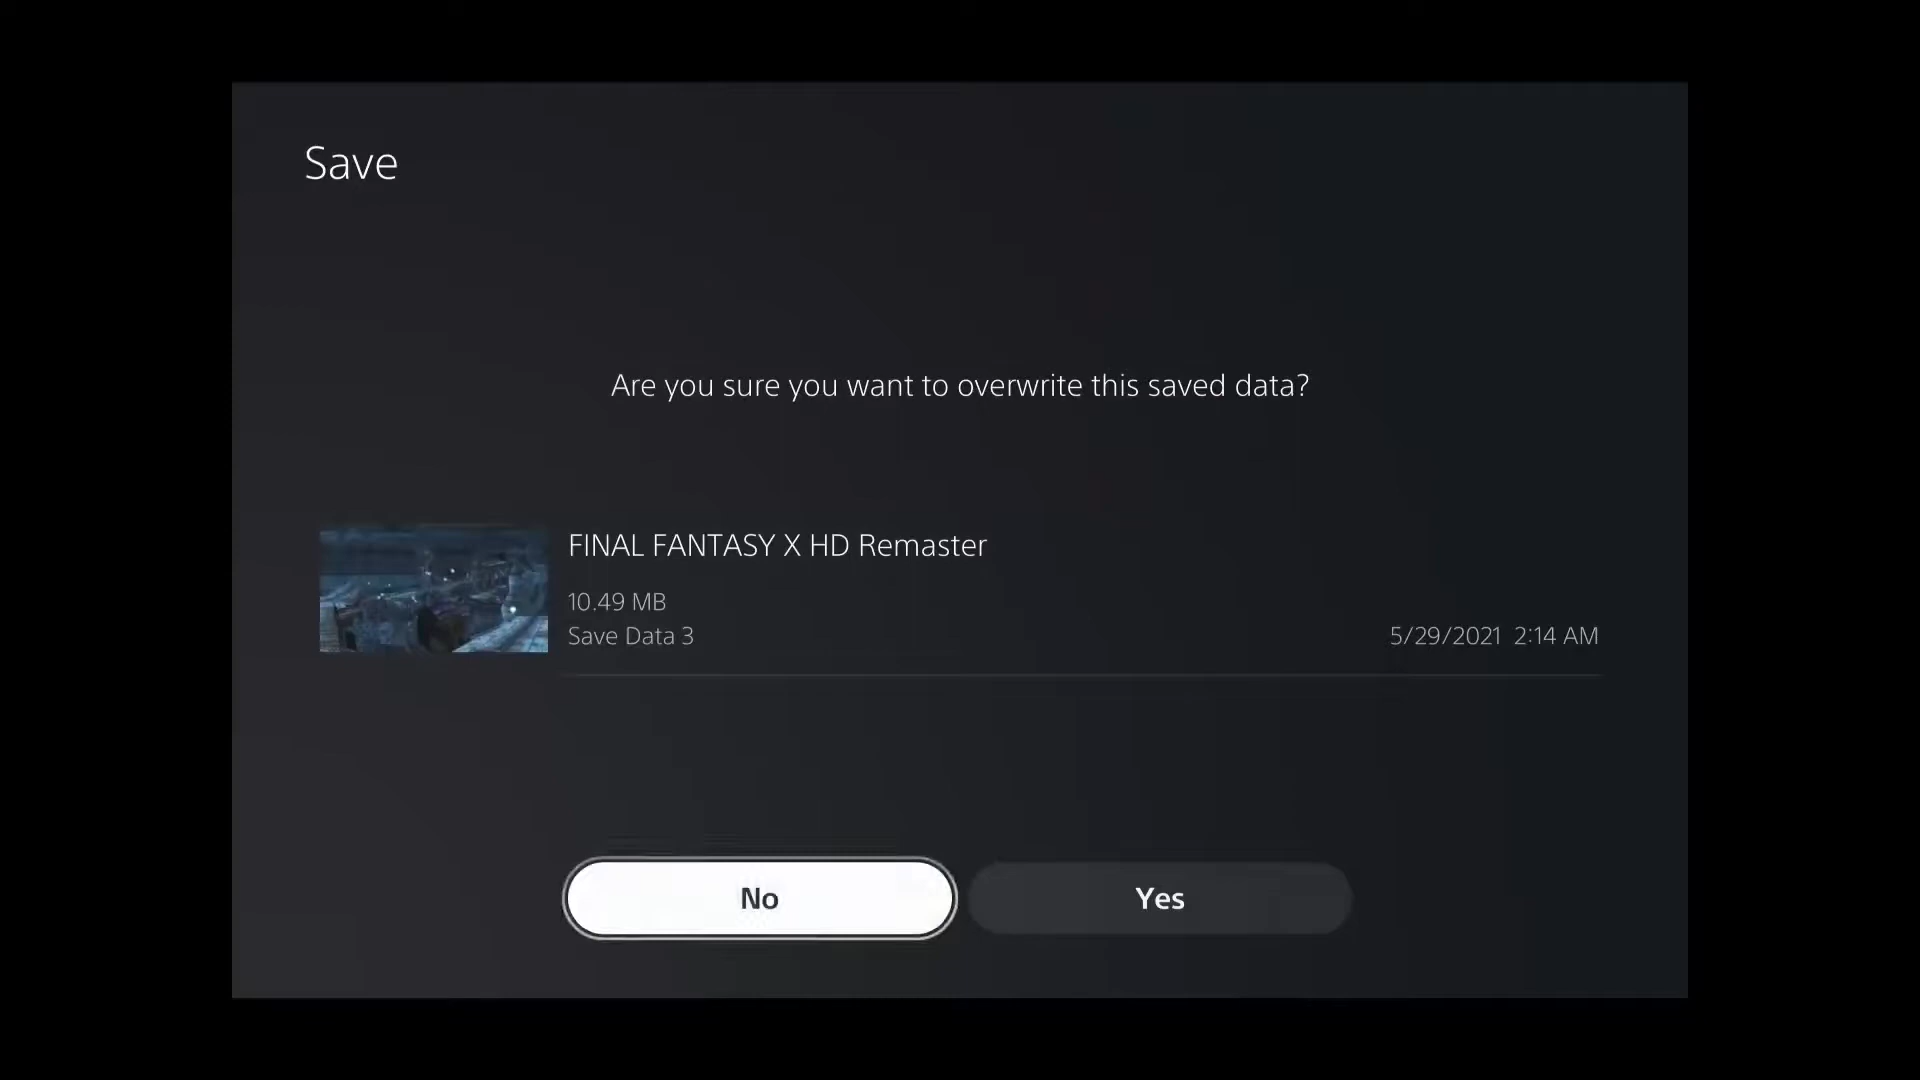 Save
Are you sure you want to overwrite this saved data?
FINAL FANTASY X HD Remaster
10.49 MB
Save Data 3
5/29/2021 2:14 AM
No
Yes